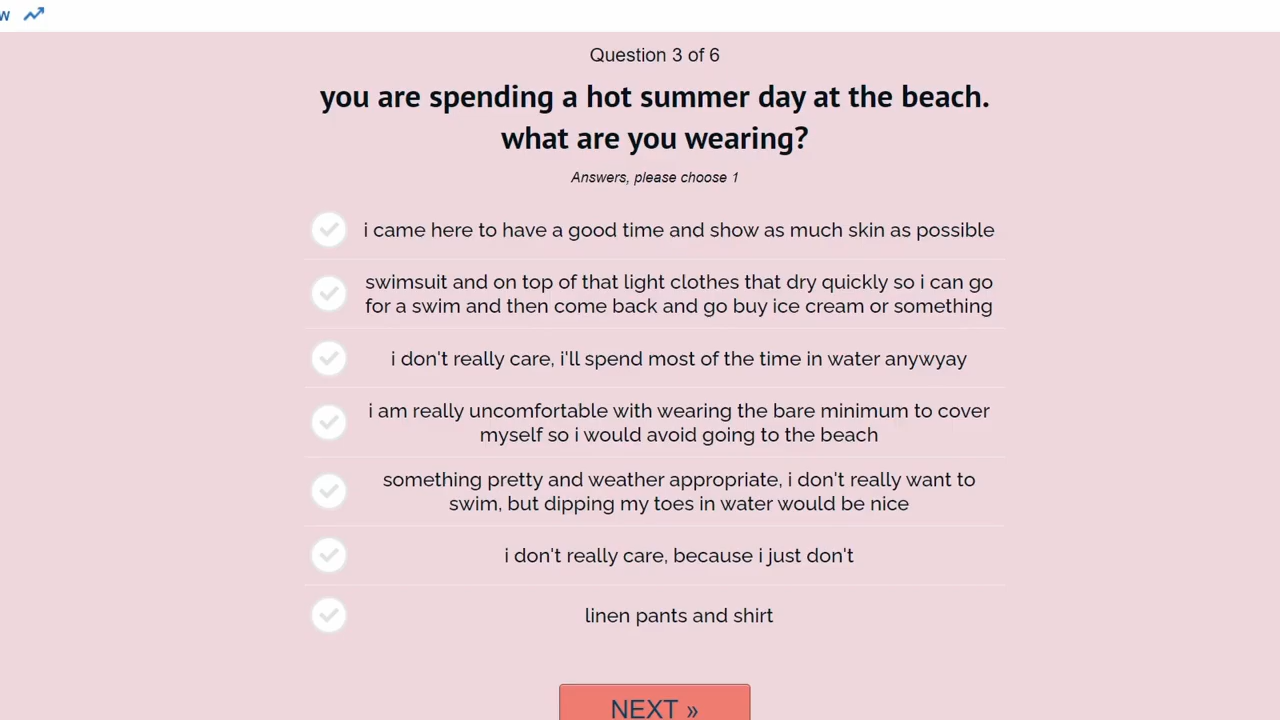 w
Question 3 of 6
you are spending a hot summer day at the beach.
what are you wearing?
Answers, please choose 1
i came here to have a good time and show as much skin as possible
swimsuit and on top of that light clothes that dry quickly so i can go
for a swim and then come back and go buy ice cream or something
i don't really care, i'll spend most of the time in water anywyay
i am really uncomfortable with wearing the bare minimum to cover
myself so i would avoid going to the beach
something pretty and weather appropriate, i don't really want to
swim, but dipping my toes in water would be nice
i don't really care, because i just don't
linen pants and shirt
NEXT »